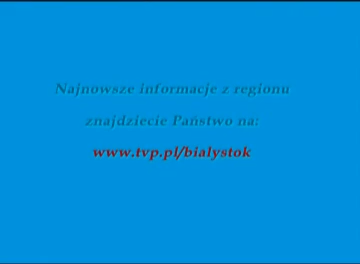 Najnowsze informacje z regionu
znajdziecie Państwo na:
www.tvp.pl/bialystok